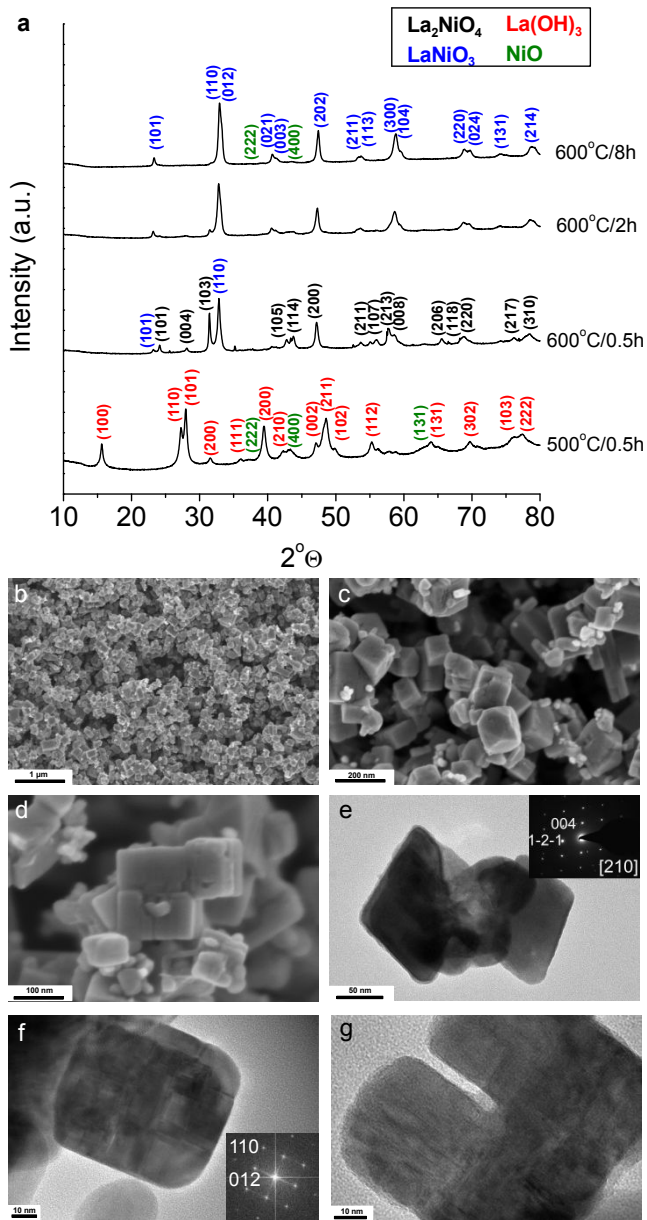 a
La₂NiO₄ La(OH)₃
LaNiO₃ NiO
(101)
(110)
(012)
(222)
(021)
(003)
(400)
(202)
(211)
(113)
(300)
(104)
(220)
(024)
(131)
(214)
600°C/8h
600°C/2h
(101)
(101)
(004)
(103)
(110)
(105)
(114)
(200)
(211)
(107)
(213)
(008)
(206)
(118)
(220)
(217)
(310)
600°C/0.5h
(100)
(110)
(101)
(200)
(111)
(222)
(200)
(210)
(400)
(002)
(211)
(102)
(112)
(131)
(131)
(302)
(103)
(222)
500°C/0.5h
Intensity (a.u.)
10 20 30 40 50 60 70 80
2°Θ
b
1 µm
c
200 nm
d
100 nm
e
004
1-2-1
[210]
50 nm
f
110
012
10 nm
g
10 nm